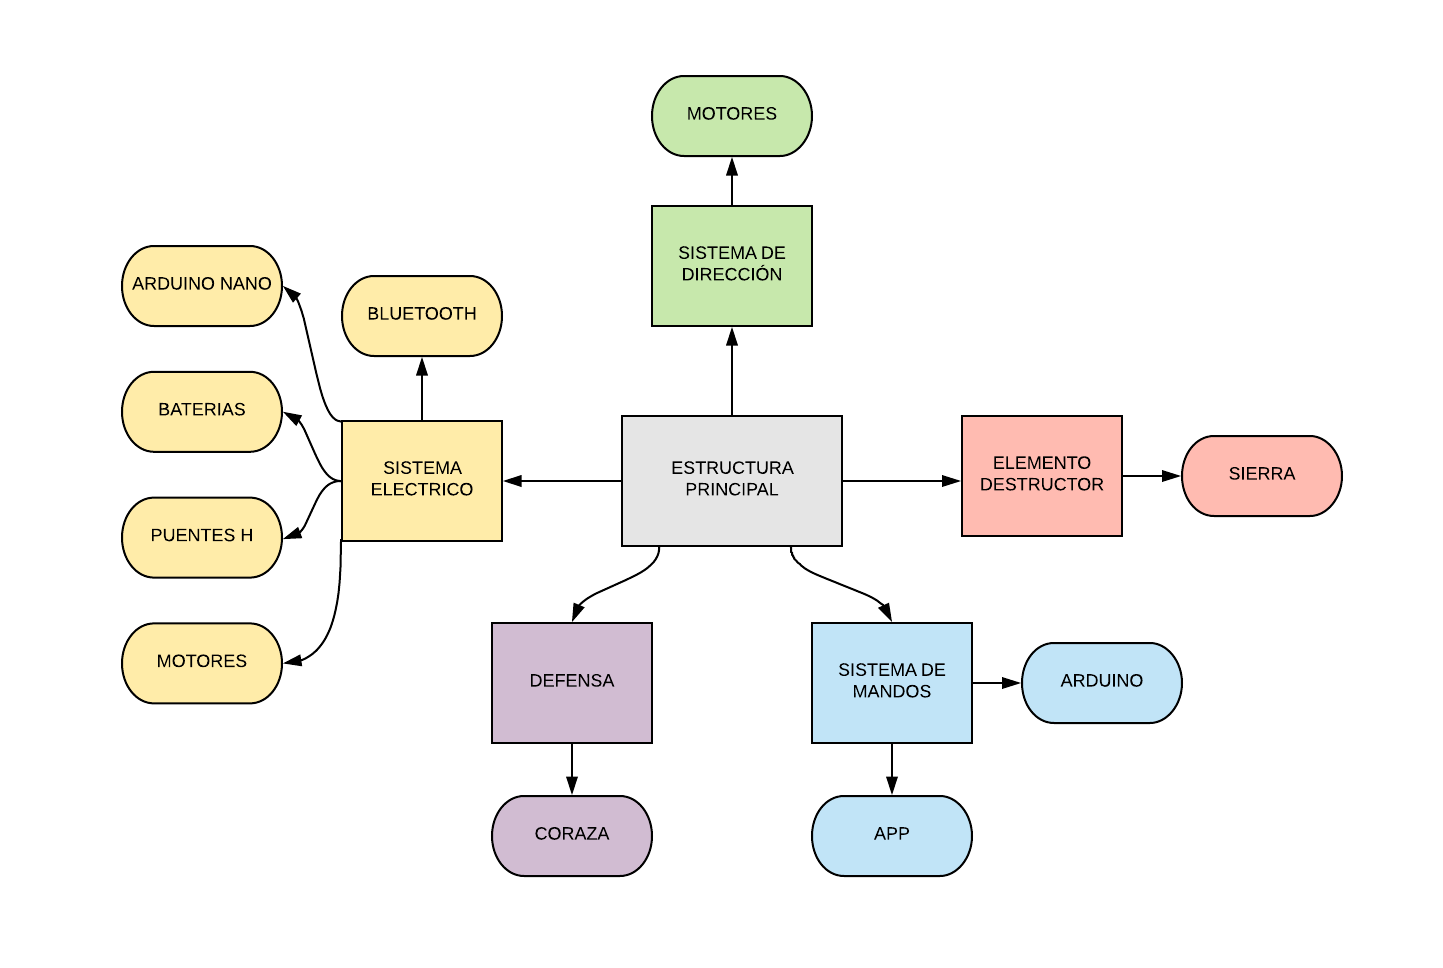 MOTORES
SISTEMA DE
DIRECCIÓN
ARDUINO NANO
BLUETOOTH
BATERIAS
SISTEMA
ELECTRICO
ESTRUCTURA
PRINCIPAL
ELEMENTO
DESTRUCTOR
SIERRA
PUENTES H
MOTORES
DEFENSA
SISTEMA DE
MANDOS
ARDUINO
CORAZA
APP